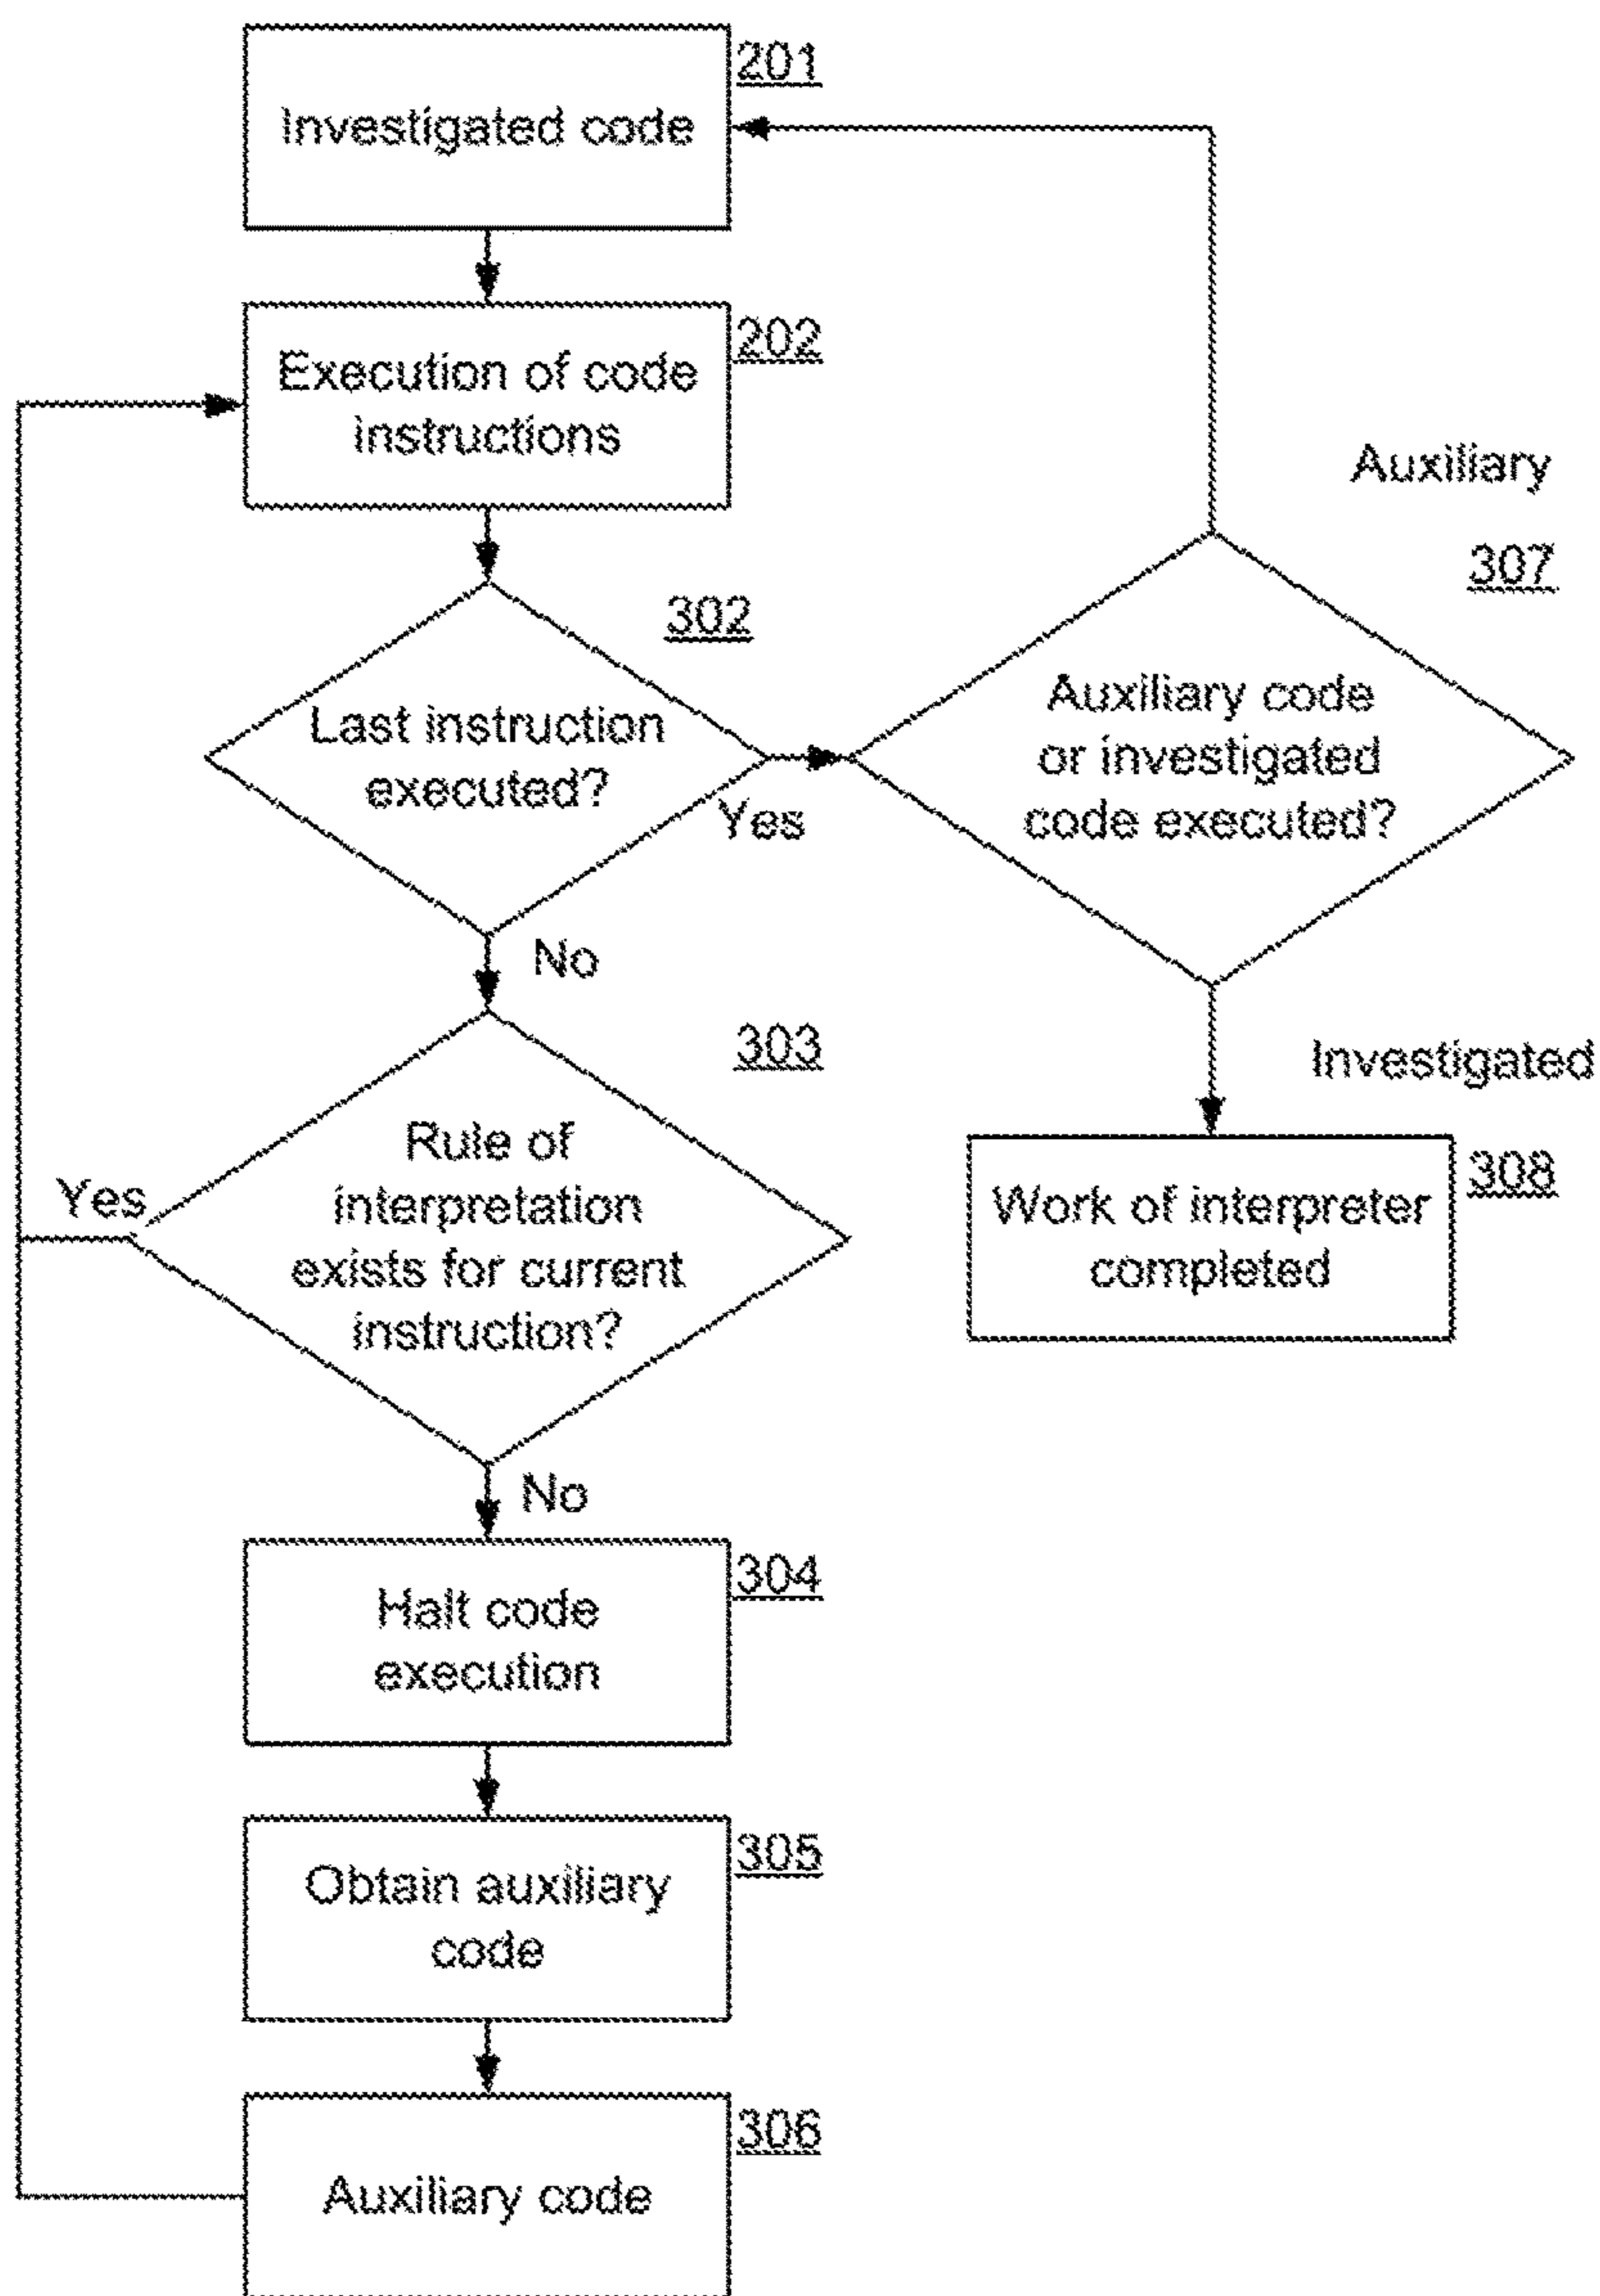 201
Investigated code
202
Execution of code
instructions
Auxiliary
307
302
Last instruction
executed?
Yes
Auxiliary code
or investigated
code executed?
No
303
Investigated
Yes
Rule of
interpretation
exists for current
instruction?
308
Work of interpreter
completed
No
304
Halt code
execution
305
Obtain auxiliary
code
306
Auxiliary code